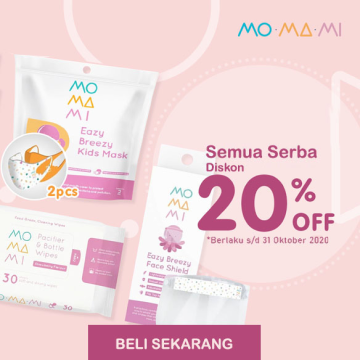 MO·MA·MI
MO
MA
MI
Eazy
Breezy
Kids Mask
2pcs
Semua Serba
Diskon
20% OFF
*Berlaku s/d 31 Oktober 2020
MO
MA
MI
Eazy Breezy
Face Shield
MO
MA
MI
Pacifier
& Bottle
Wipes
30
30
BELI SEKARANG